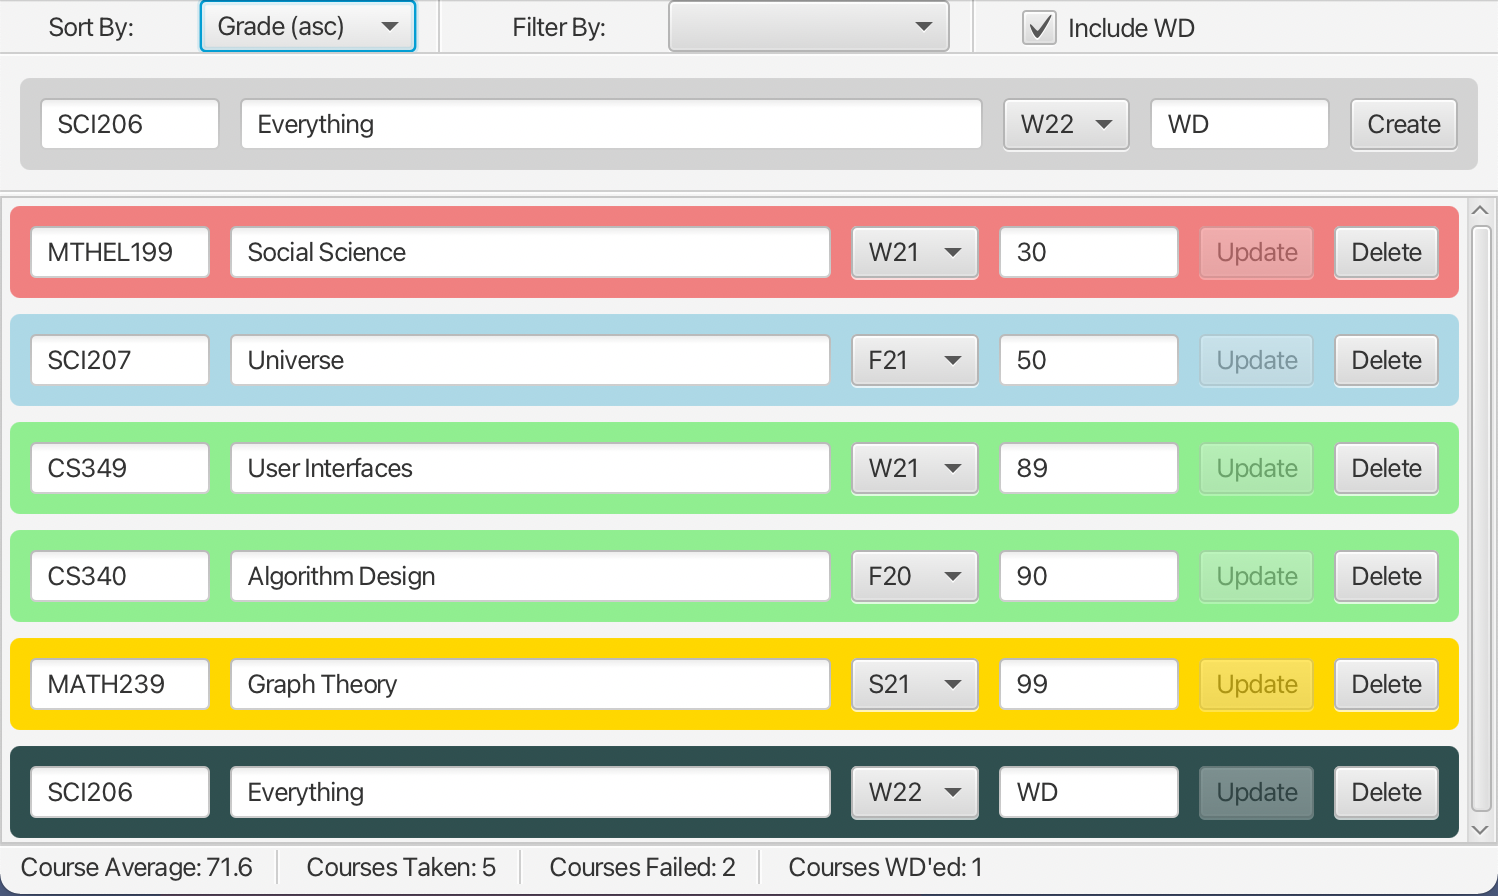 Sort By: Grade (asc) Filter By: Include WD
SCI206 Everything W22 WD Create
MTHEL199 Social Science W21 30 Update Delete
SCI207 Universe F21 50 Update Delete
CS349 User Interfaces W21 89 Update Delete
CS340 Algorithm Design F20 90 Update Delete
MATH239 Graph Theory S21 99 Update Delete
SCI206 Everything W22 WD Update Delete
Course Average: 71.6 Courses Taken: 5 Courses Failed: 2 Courses WD'ed: 1